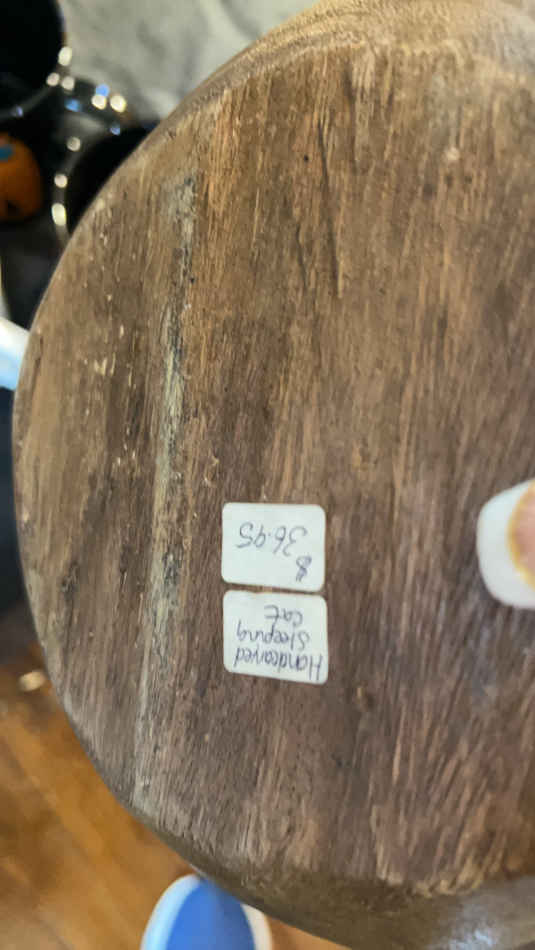 Handcarved
Sleeping
Cat
$
36.95